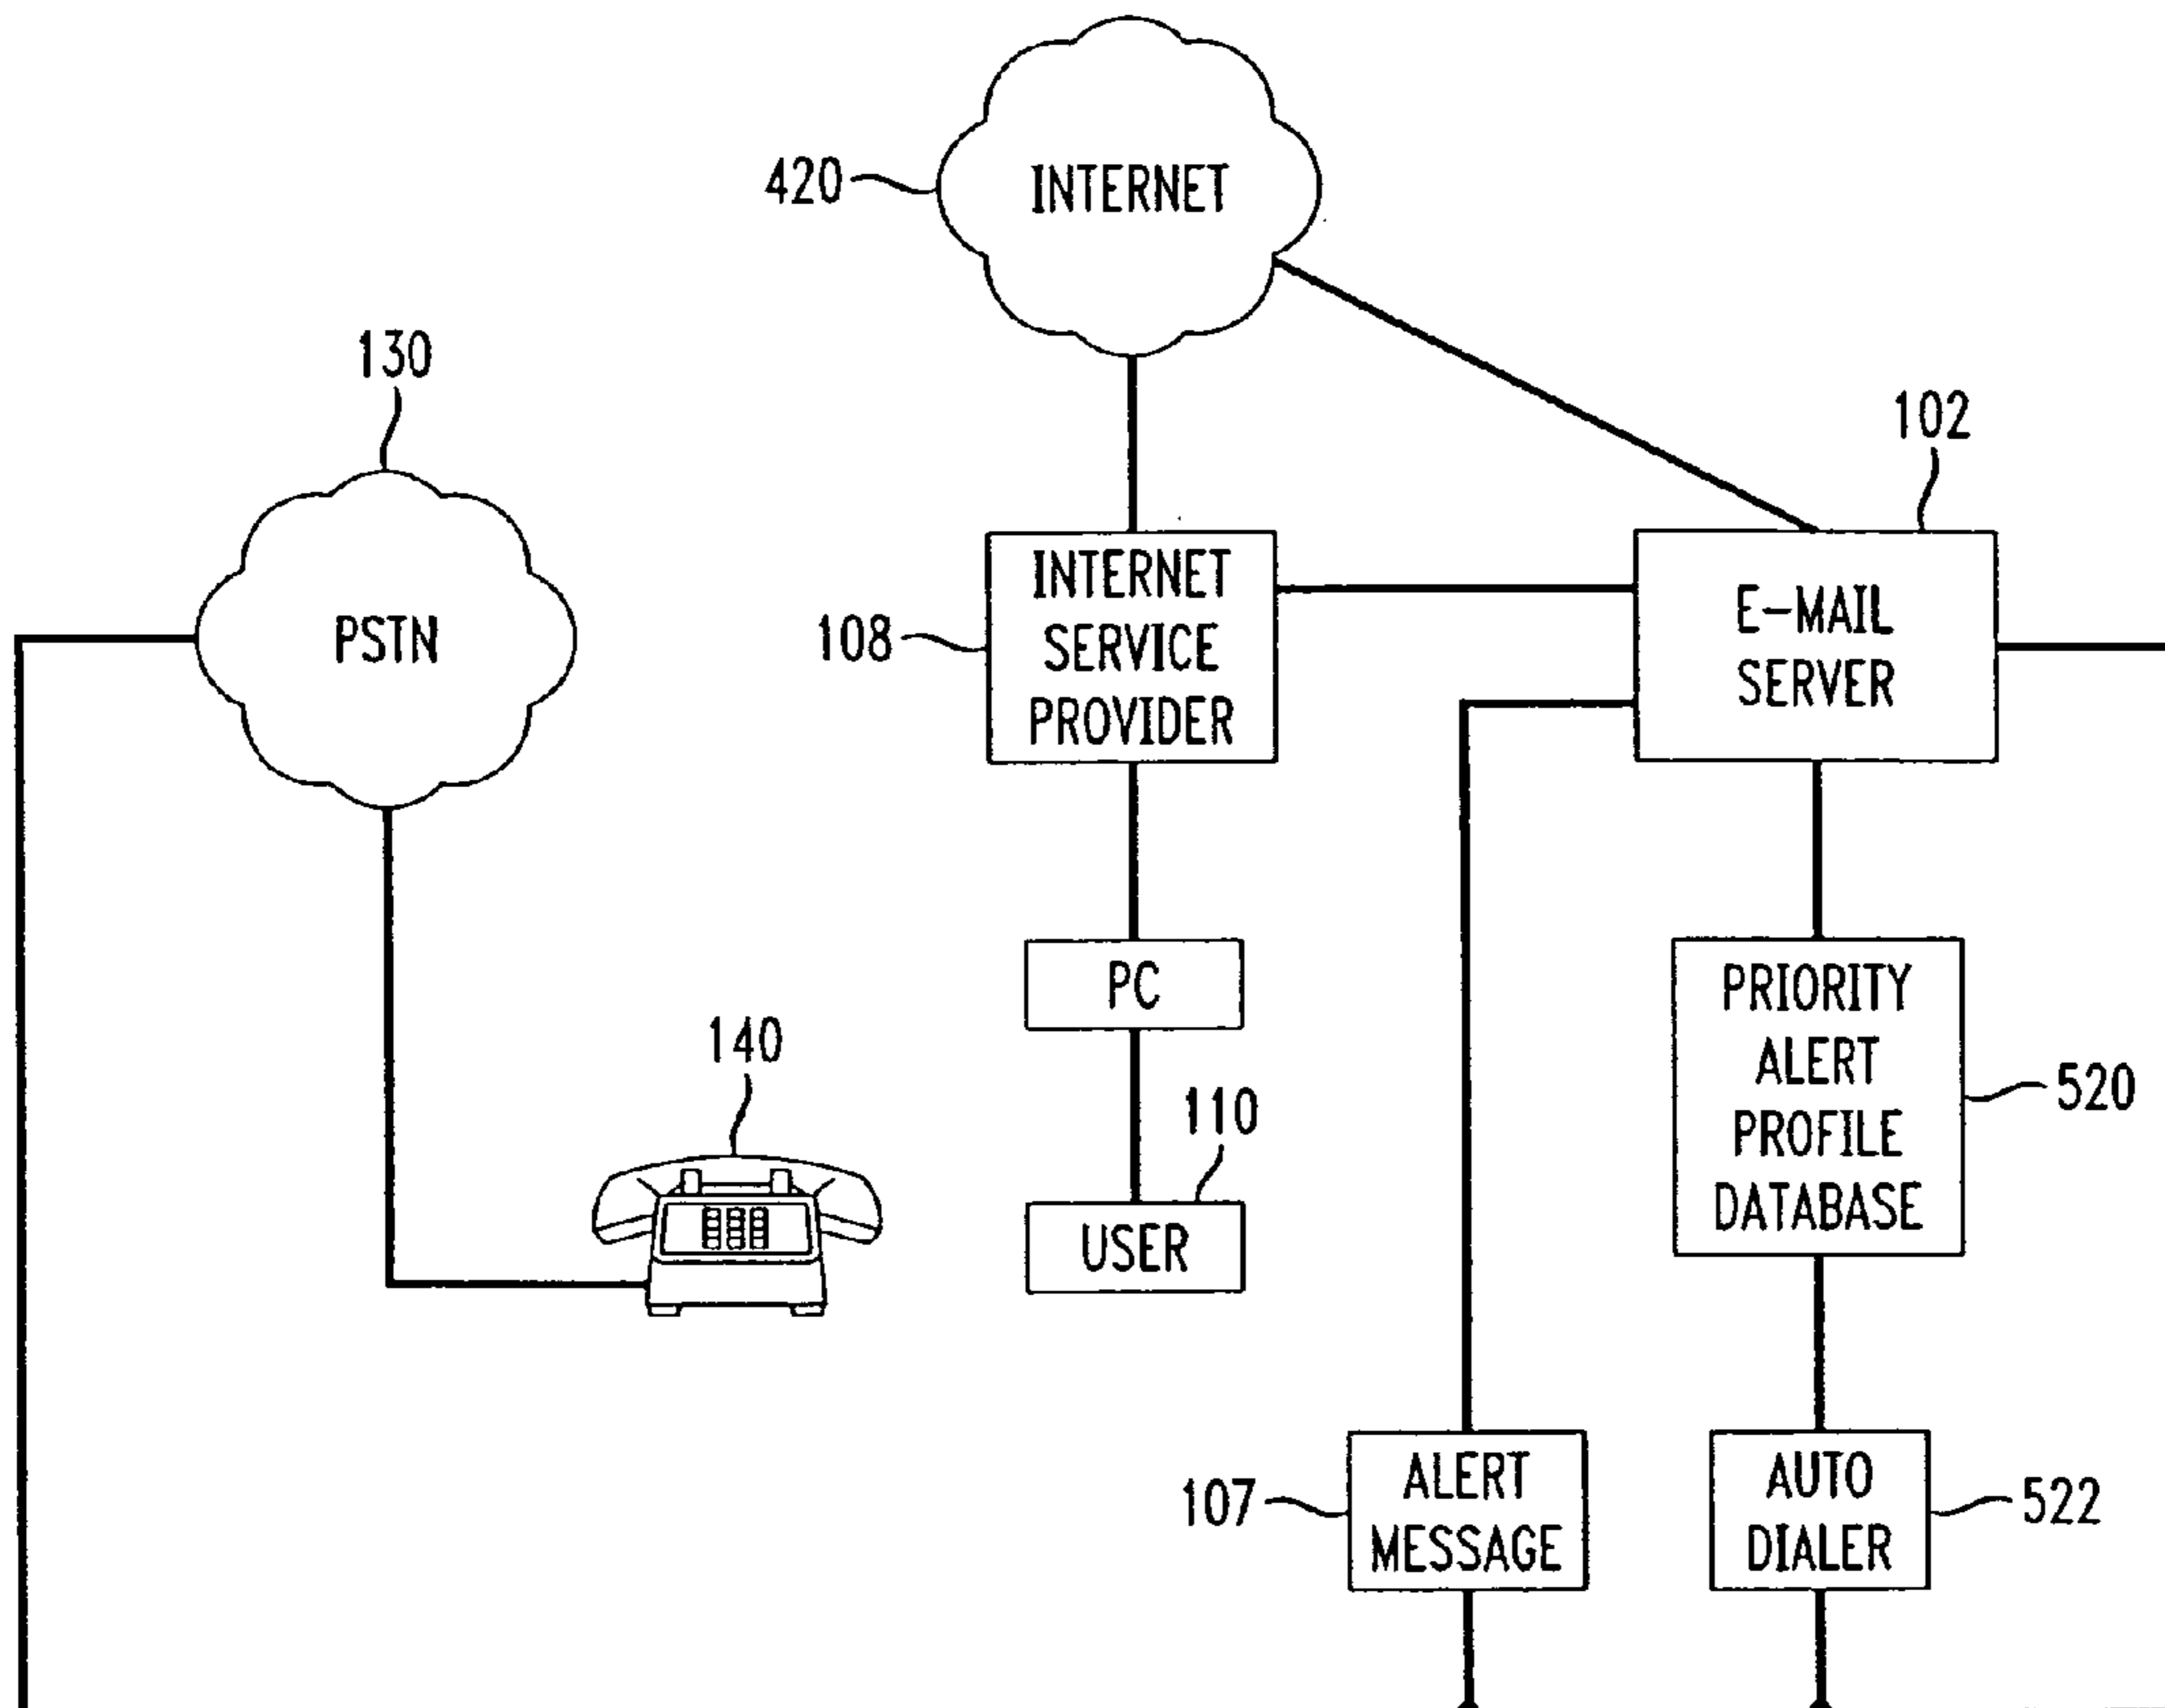 420
INTERNET
130
102
PSTN
108
INTERNET
SERVICE
PROVIDER
E-MAIL
SERVER
PC
140
110
USER
PRIORITY
ALERT
PROFILE
DATABASE
520
107
ALERT
MESSAGE
AUTO
DIALER
522